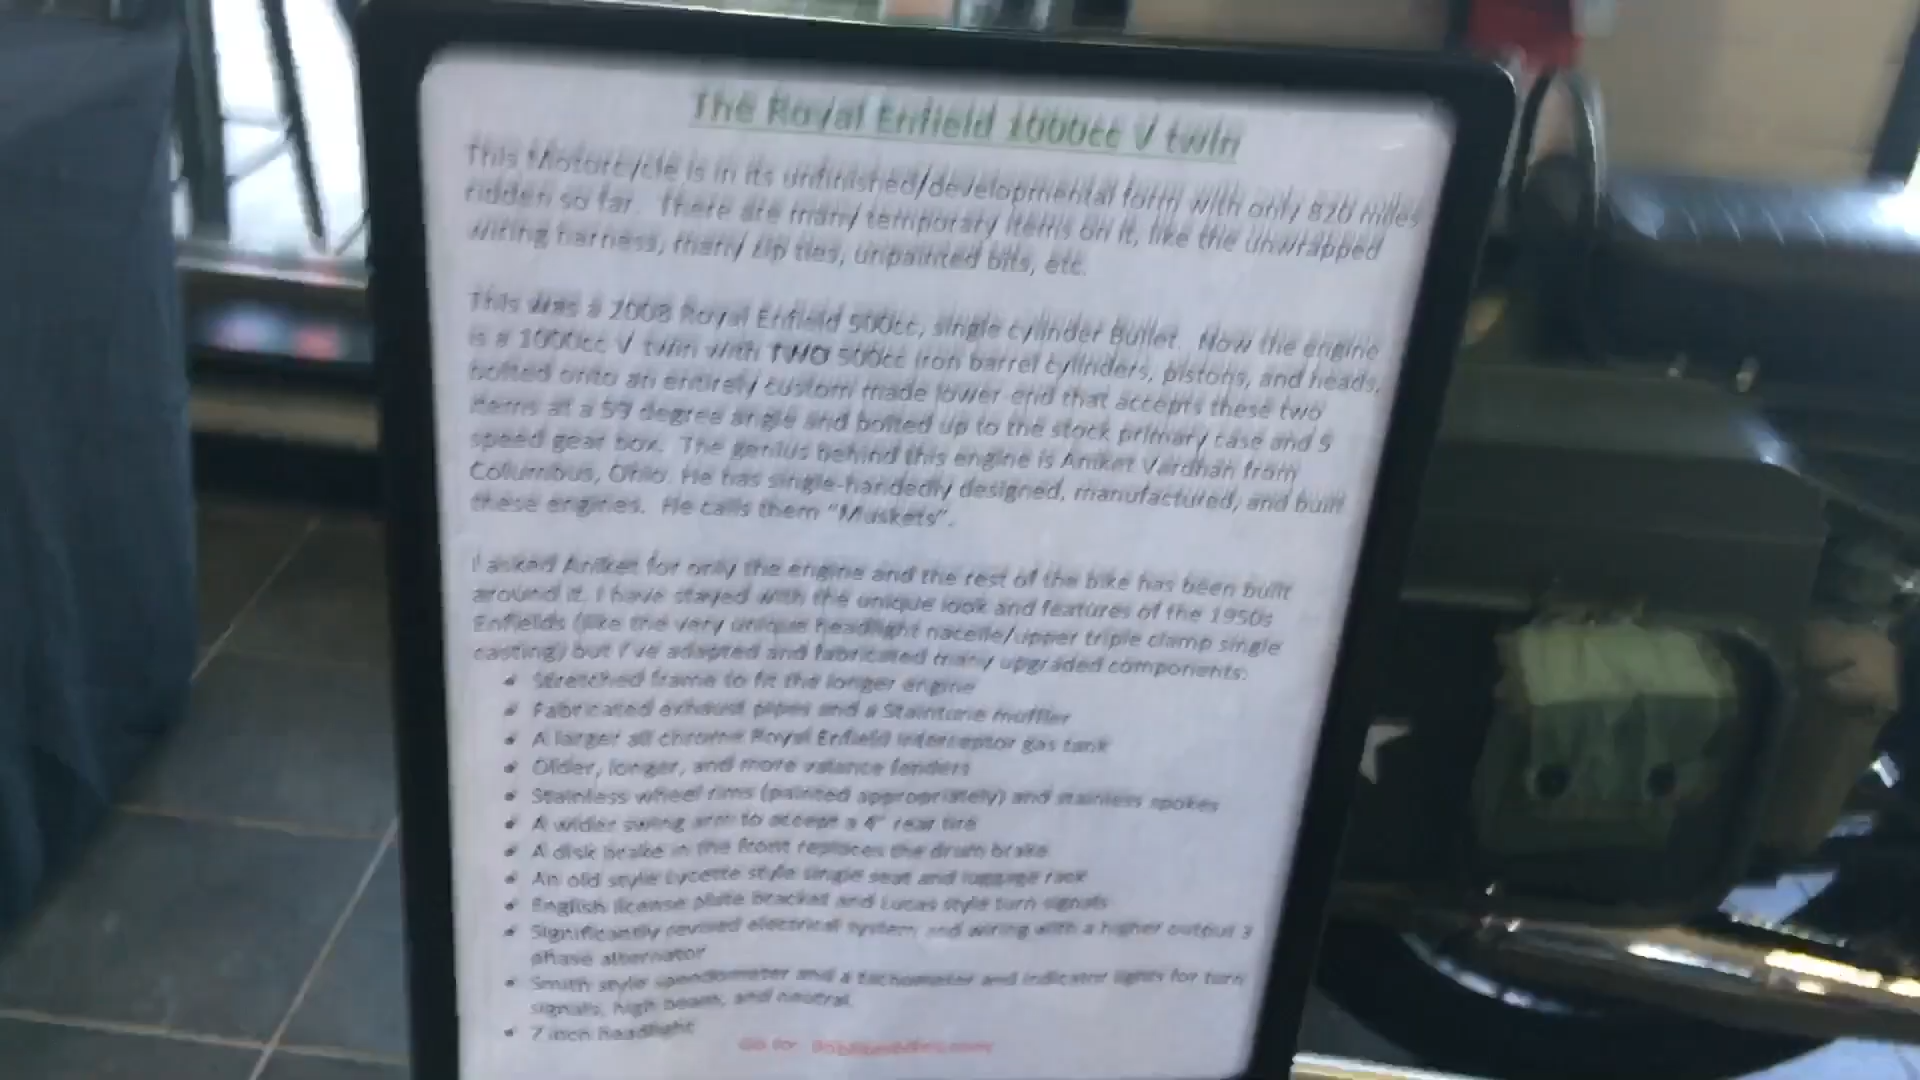 The Royal Enfield 1000cc V twin
This Motorcycle is in its unfinished/developmental form with only 820 miles
ridden so far. There are many temporary items on it, like the unwrapped
wiring harness, many zip ties, unpainted bits, etc.
This was a 2008 Royal Enfield 500cc, single cylinder Bullet. Now the engine
is a 1000cc V twin with TWO 500cc iron barrel cylinders, pistons, and heads,
bolted onto an entirely custom made lower end that accepts these two
items at a 59 degree angle and bolted up to the stock primary case and 5
speed gear box. The genius behind this engine is Aniket Vardhan from
Columbus, Ohio. He has single-handedly designed, manufactured, and built
these engines. He calls them "Muskets".
I asked Aniket for only the engine and the rest of the bike has been built
around it. I have stayed with the unique look and features of the 1950s
Enfields (like the very unique headlight nacelle/upper triple clamp single
casting) but I've adapted and fabricated many upgraded components:
• Stretched frame to fit the longer engine
• Fabricated exhaust pipes and a Staintune muffler
• A larger all chrome Royal Enfield Interceptor gas tank
• Older, longer, and more valance fenders
• Stainless wheel rims (painted appropriately) and stainless spokes
• A wider swing arm to accept a 4" rear tire
• A disk brake in the front replaces the drum brake
• An old style Lycette style single seat and luggage rack
• English license plate bracket and Lucas style turn signals
• Significantly revised electrical system and wiring with a higher output 3
phase alternator
• Smith style speedometer and a tachometer and indicator lights for turn
signals, high beam, and neutral
• 7 inch headlight
Go to: